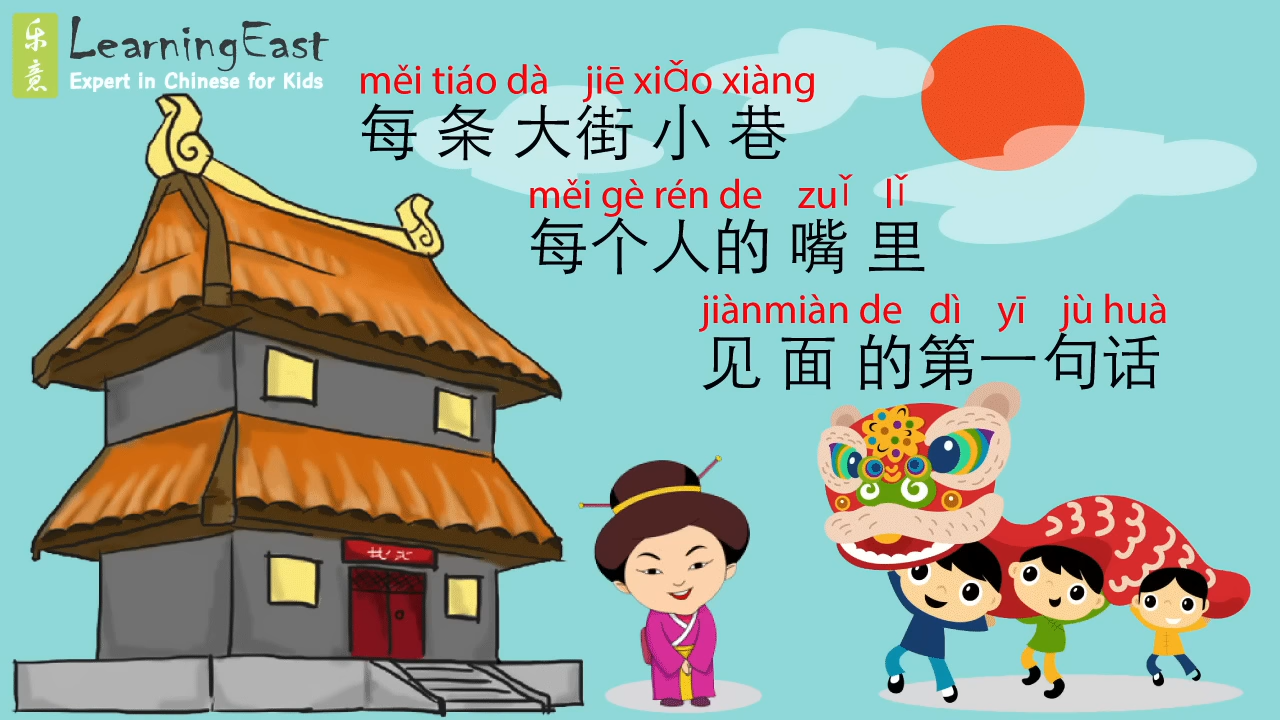 乐意
LearningEast
Expert in Chinese for Kids
měi tiáo dà jiē xiǎo xiàng
每条大街小巷
měi gè rén de zuǐ lǐ
每个人的嘴里
jiànmiàn de dì yī jù huà
见面的第一句话